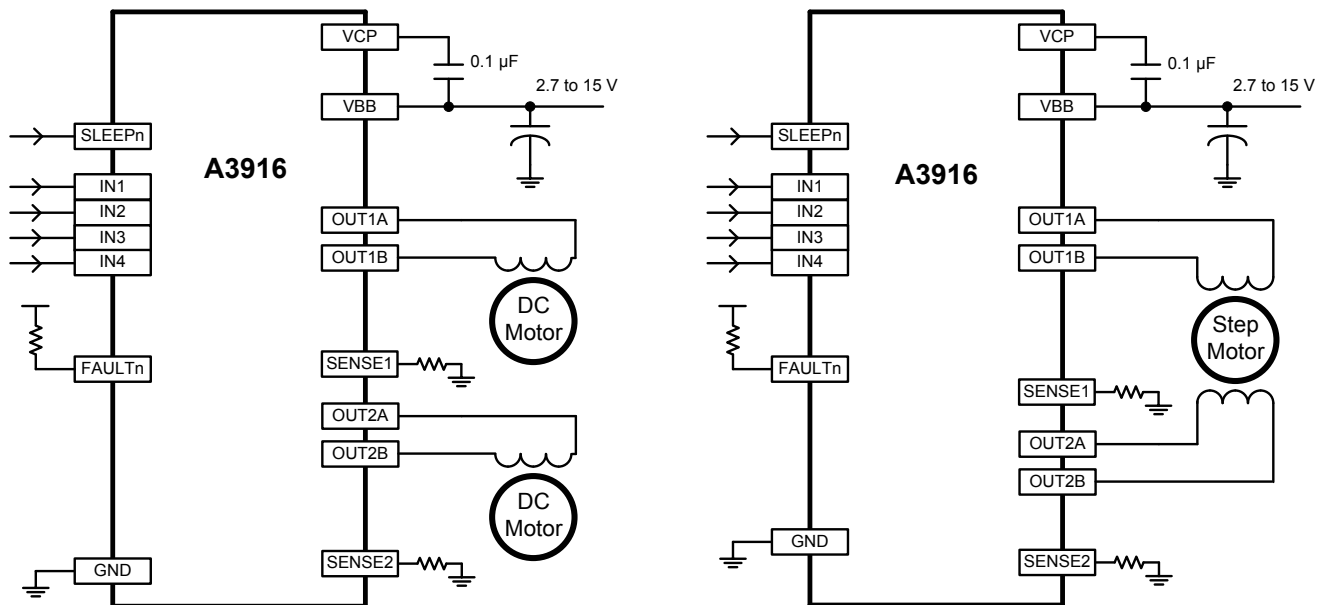 VCP
0.1 µF
2.7 to 15 V
VBB
SLEEPn
A3916
IN1
IN2
IN3
IN4
OUT1A
OUT1B
DC
Motor
FAULTn
SENSE1
OUT2A
OUT2B
DC
Motor
GND
SENSE2
VCP
0.1 µF
2.7 to 15 V
VBB
SLEEPn
A3916
IN1
IN2
IN3
IN4
OUT1A
OUT1B
Step
Motor
FAULTn
SENSE1
OUT2A
OUT2B
GND
SENSE2